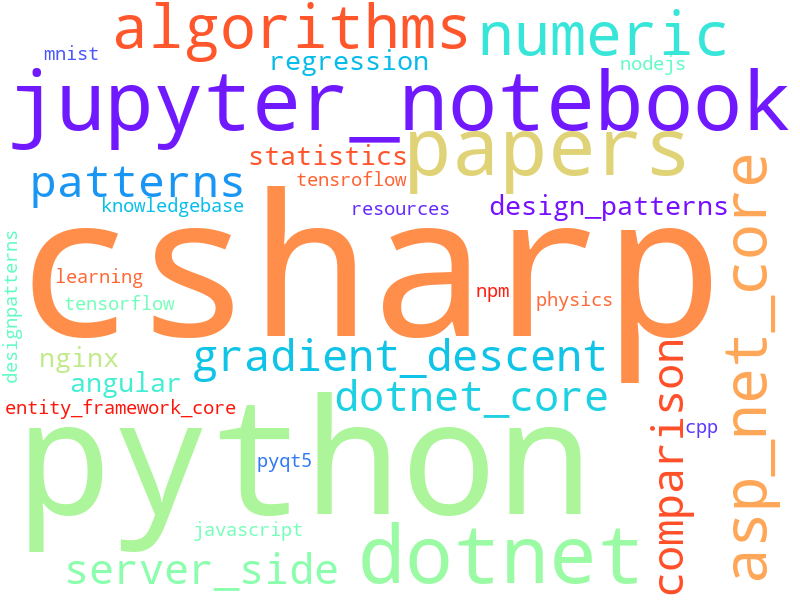 algorithms
numeric
mnist
regression
nodejs
jupyter_notebook
papers
statistics
tensroflow
patterns
knowledgebase
resources
design_patterns
asp_net_core
csharp
designpatterns
learning
tensorflow
npm
physics
nginx
gradient_descent
angular
dotnet_core
comparison
entity_framework_core
python
cpp
pyqt5
javascript
server_side
dotnet